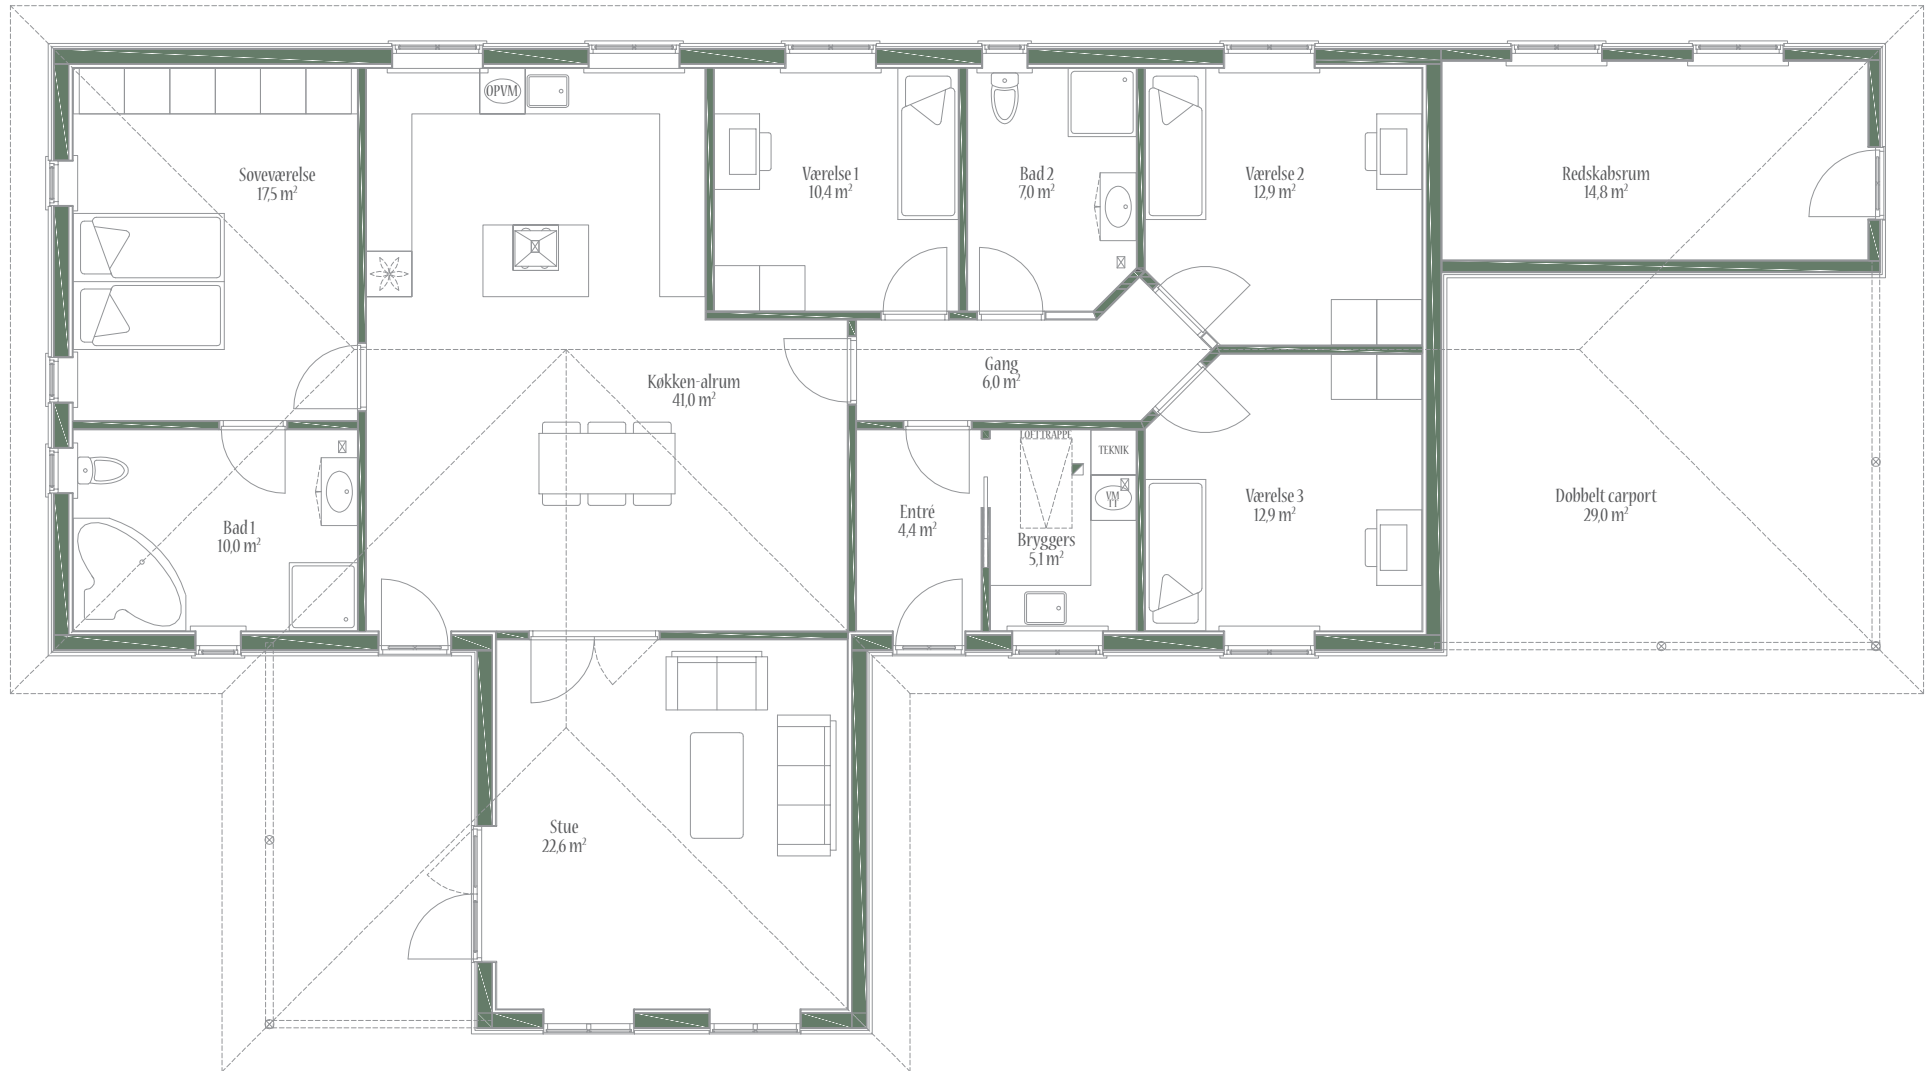 OPVM
Soveværelse
17,5 m²
Værelse 1
10,4 m²
Bad 2
7,0 m²
Værelse 2
12,9 m²
Redskabsrum
14,8 m²
Køkken-alrum
41,0 m²
Gang
6,0 m²
LOFTTRAPPE
TEKNIK
VM
TT
Bad 1
10,0 m²
Entré
4,4 m²
Bryggers
5,1 m²
Værelse 3
12,9 m²
Dobbelt carport
29,0 m²
Stue
22,6 m²